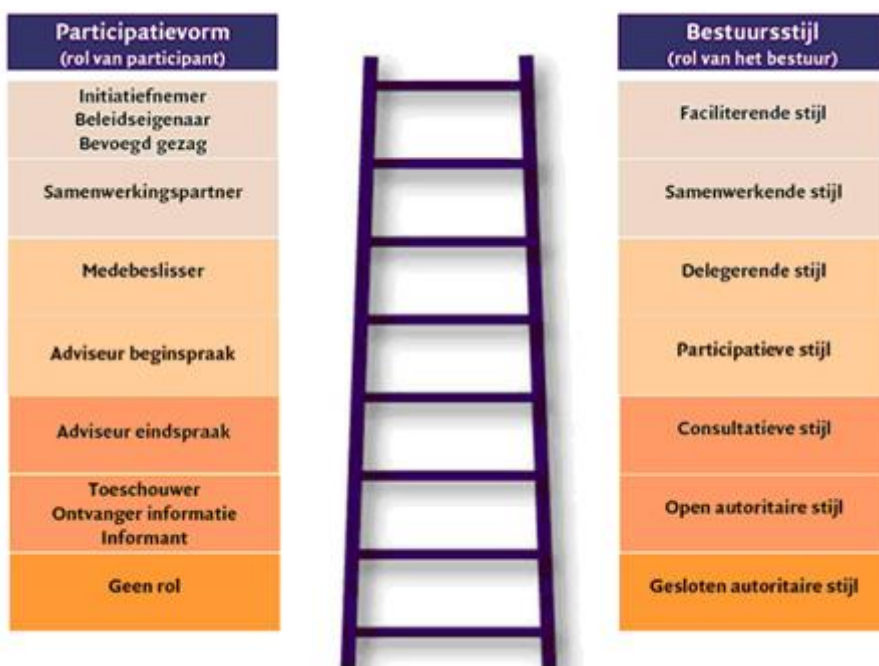 Participatievorm
(rol van participant)
Initiatiefnemer
Beleidseigenaar
Bevoegd gezag
Samenwerkingspartner
Medebeslisser
Adviseur beginspraak
Adviseur eindspraak
Toeschouwer
Ontvanger informatie
Informant
Geen rol
Bestuursstijl
(rol van het bestuur)
Faciliterende stijl
Samenwerkende stijl
Delegerende stijl
Participatieve stijl
Consultatieve stijl
Open autoritaire stijl
Gesloten autoritaire stijl